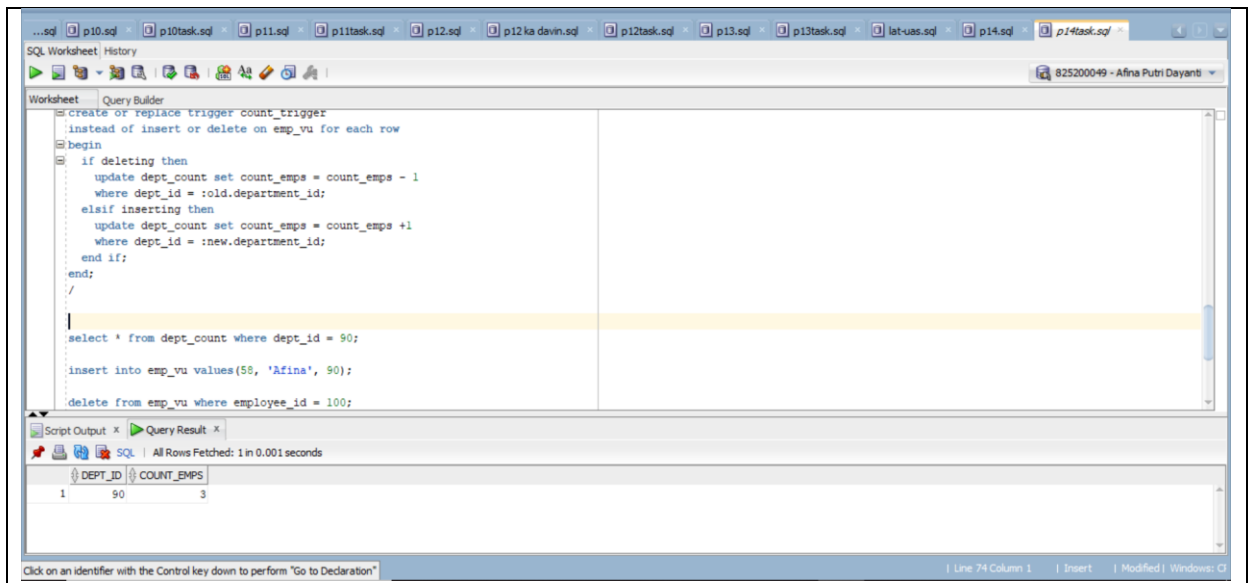 ...sql p10.sql p10task.sql p11.sql p11task.sql p12.sql p12 ka davin.sql p12task.sql p13.sql p13task.sql lat-uas.sql p14.sql p14task.sql
SQL Worksheet History
825200049 - Afina Putri Dayanti
Worksheet Query Builder
create or replace trigger count_trigger
instead of insert or delete on emp_vu for each row
begin
if deleting then
update dept_count set count_emps = count_emps - 1
where dept_id = :old.department_id;
elsif inserting then
update dept_count set count_emps = count_emps +1
where dept_id = :new.department_id;
end if;
end;
/
select * from dept_count where dept_id = 90;
insert into emp_vu values(58, 'Afina', 90);
delete from emp_vu where employee_id = 100;
Script Output x Query Result x
SQL | All Rows Fetched: 1 in 0.001 seconds
DEPT_ID COUNT_EMPS
1 90 3
Click on an identifier with the Control key down to perform "Go to Declaration" | Line 74 Column 1 | Insert | Modified | Windows: Cl